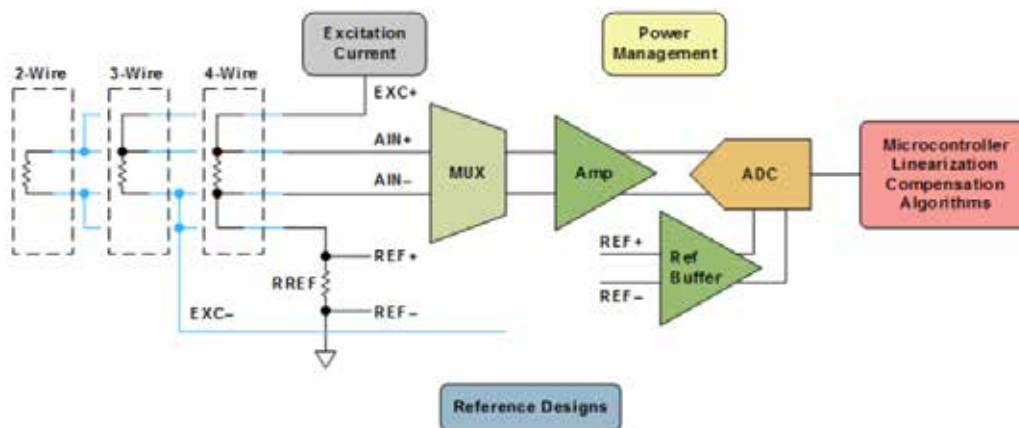 Excitation
Current
Power
Management
2-Wire
3-Wire
4-Wire
EXC+
AIN+
AIN–
MUX
Amp
ADC
Microcontroller
Linearization
Compensation
Algorithms
REF+
RREF
REF–
EXC–
REF+
REF–
Ref
Buffer
Reference Designs